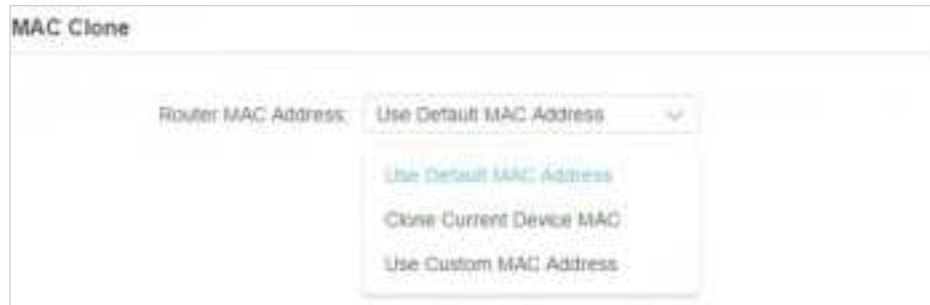 MAC Clone
Router MAC Address: Use Default MAC Address
Use Default MAC Address
Clone Current Device MAC
Use Custom MAC Address